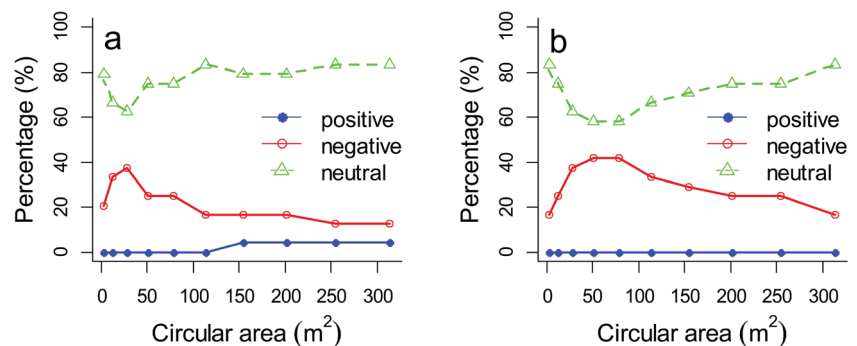 a
Percentage (%)
100
80
60
40
20
0
positive
negative
neutral
0 50 100 150 200 250 300
Circular area (m²)
b
Percentage (%)
100
80
60
40
20
0
positive
negative
neutral
0 50 100 150 200 250 300
Circular area (m²)